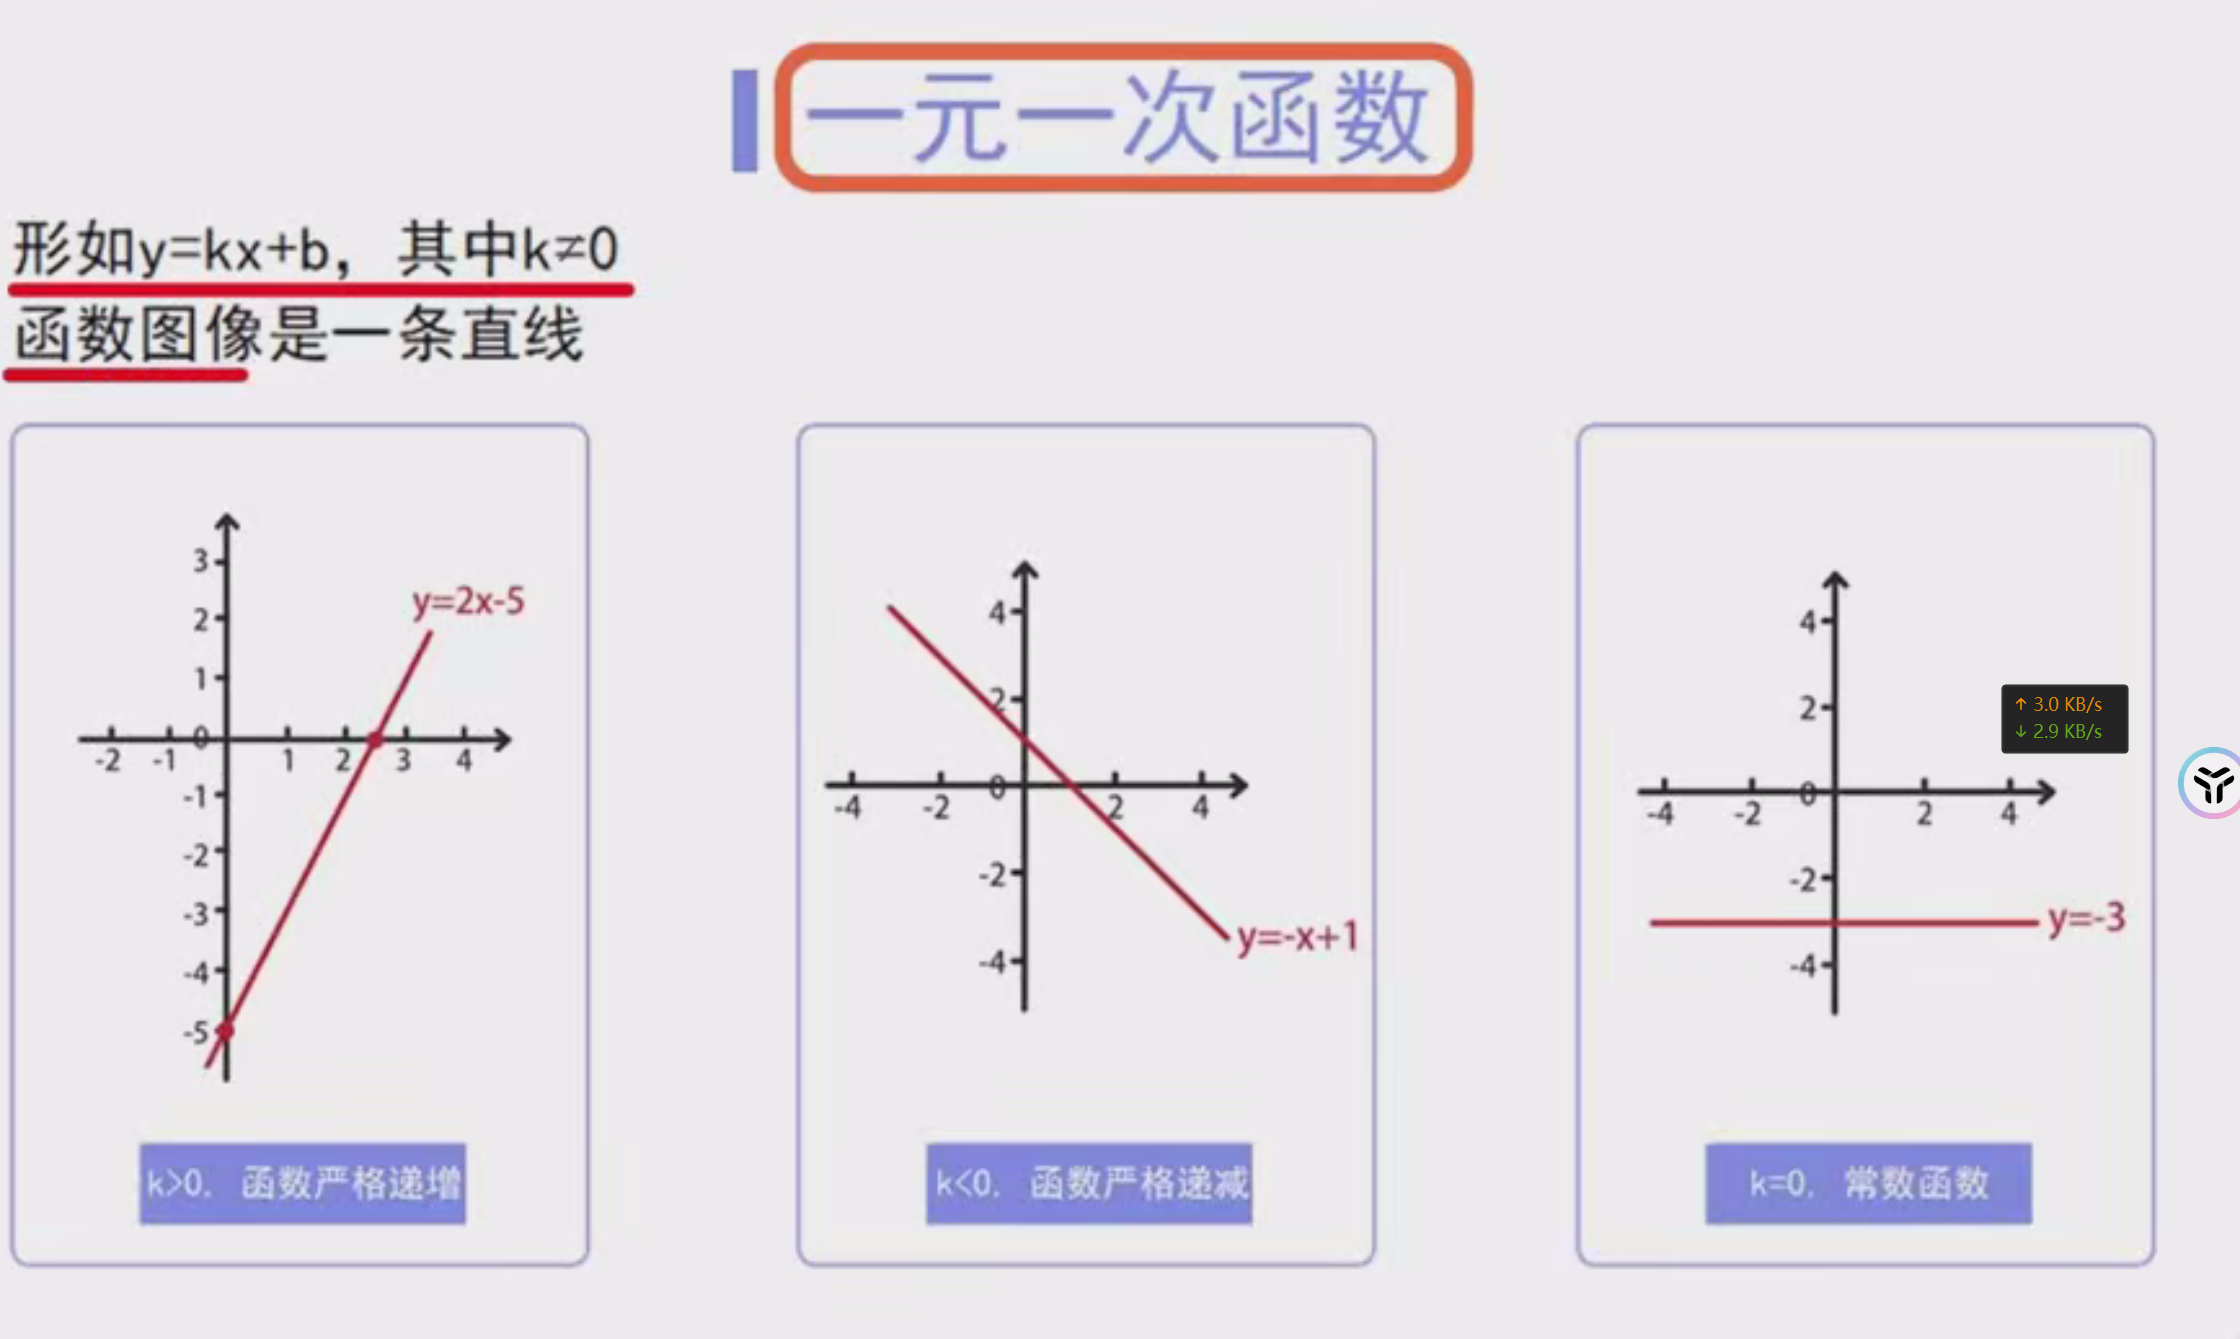 一元一次函数
形如y=kx+b，其中k≠0
函数图像是一条直线
3
2
1
0
-1
-2
-3
-4
-5
-2 -1 1 2 3 4
y=2x-5
k>0，函数严格递增
4
2
0
-2
-4
-4 -2 2 4
y=-x+1
k<0，函数严格递减
4
2
0
-2
-4
-4 -2 2 4
y=-3
k=0，常数函数
↑ 3.0 KB/s
↓ 2.9 KB/s